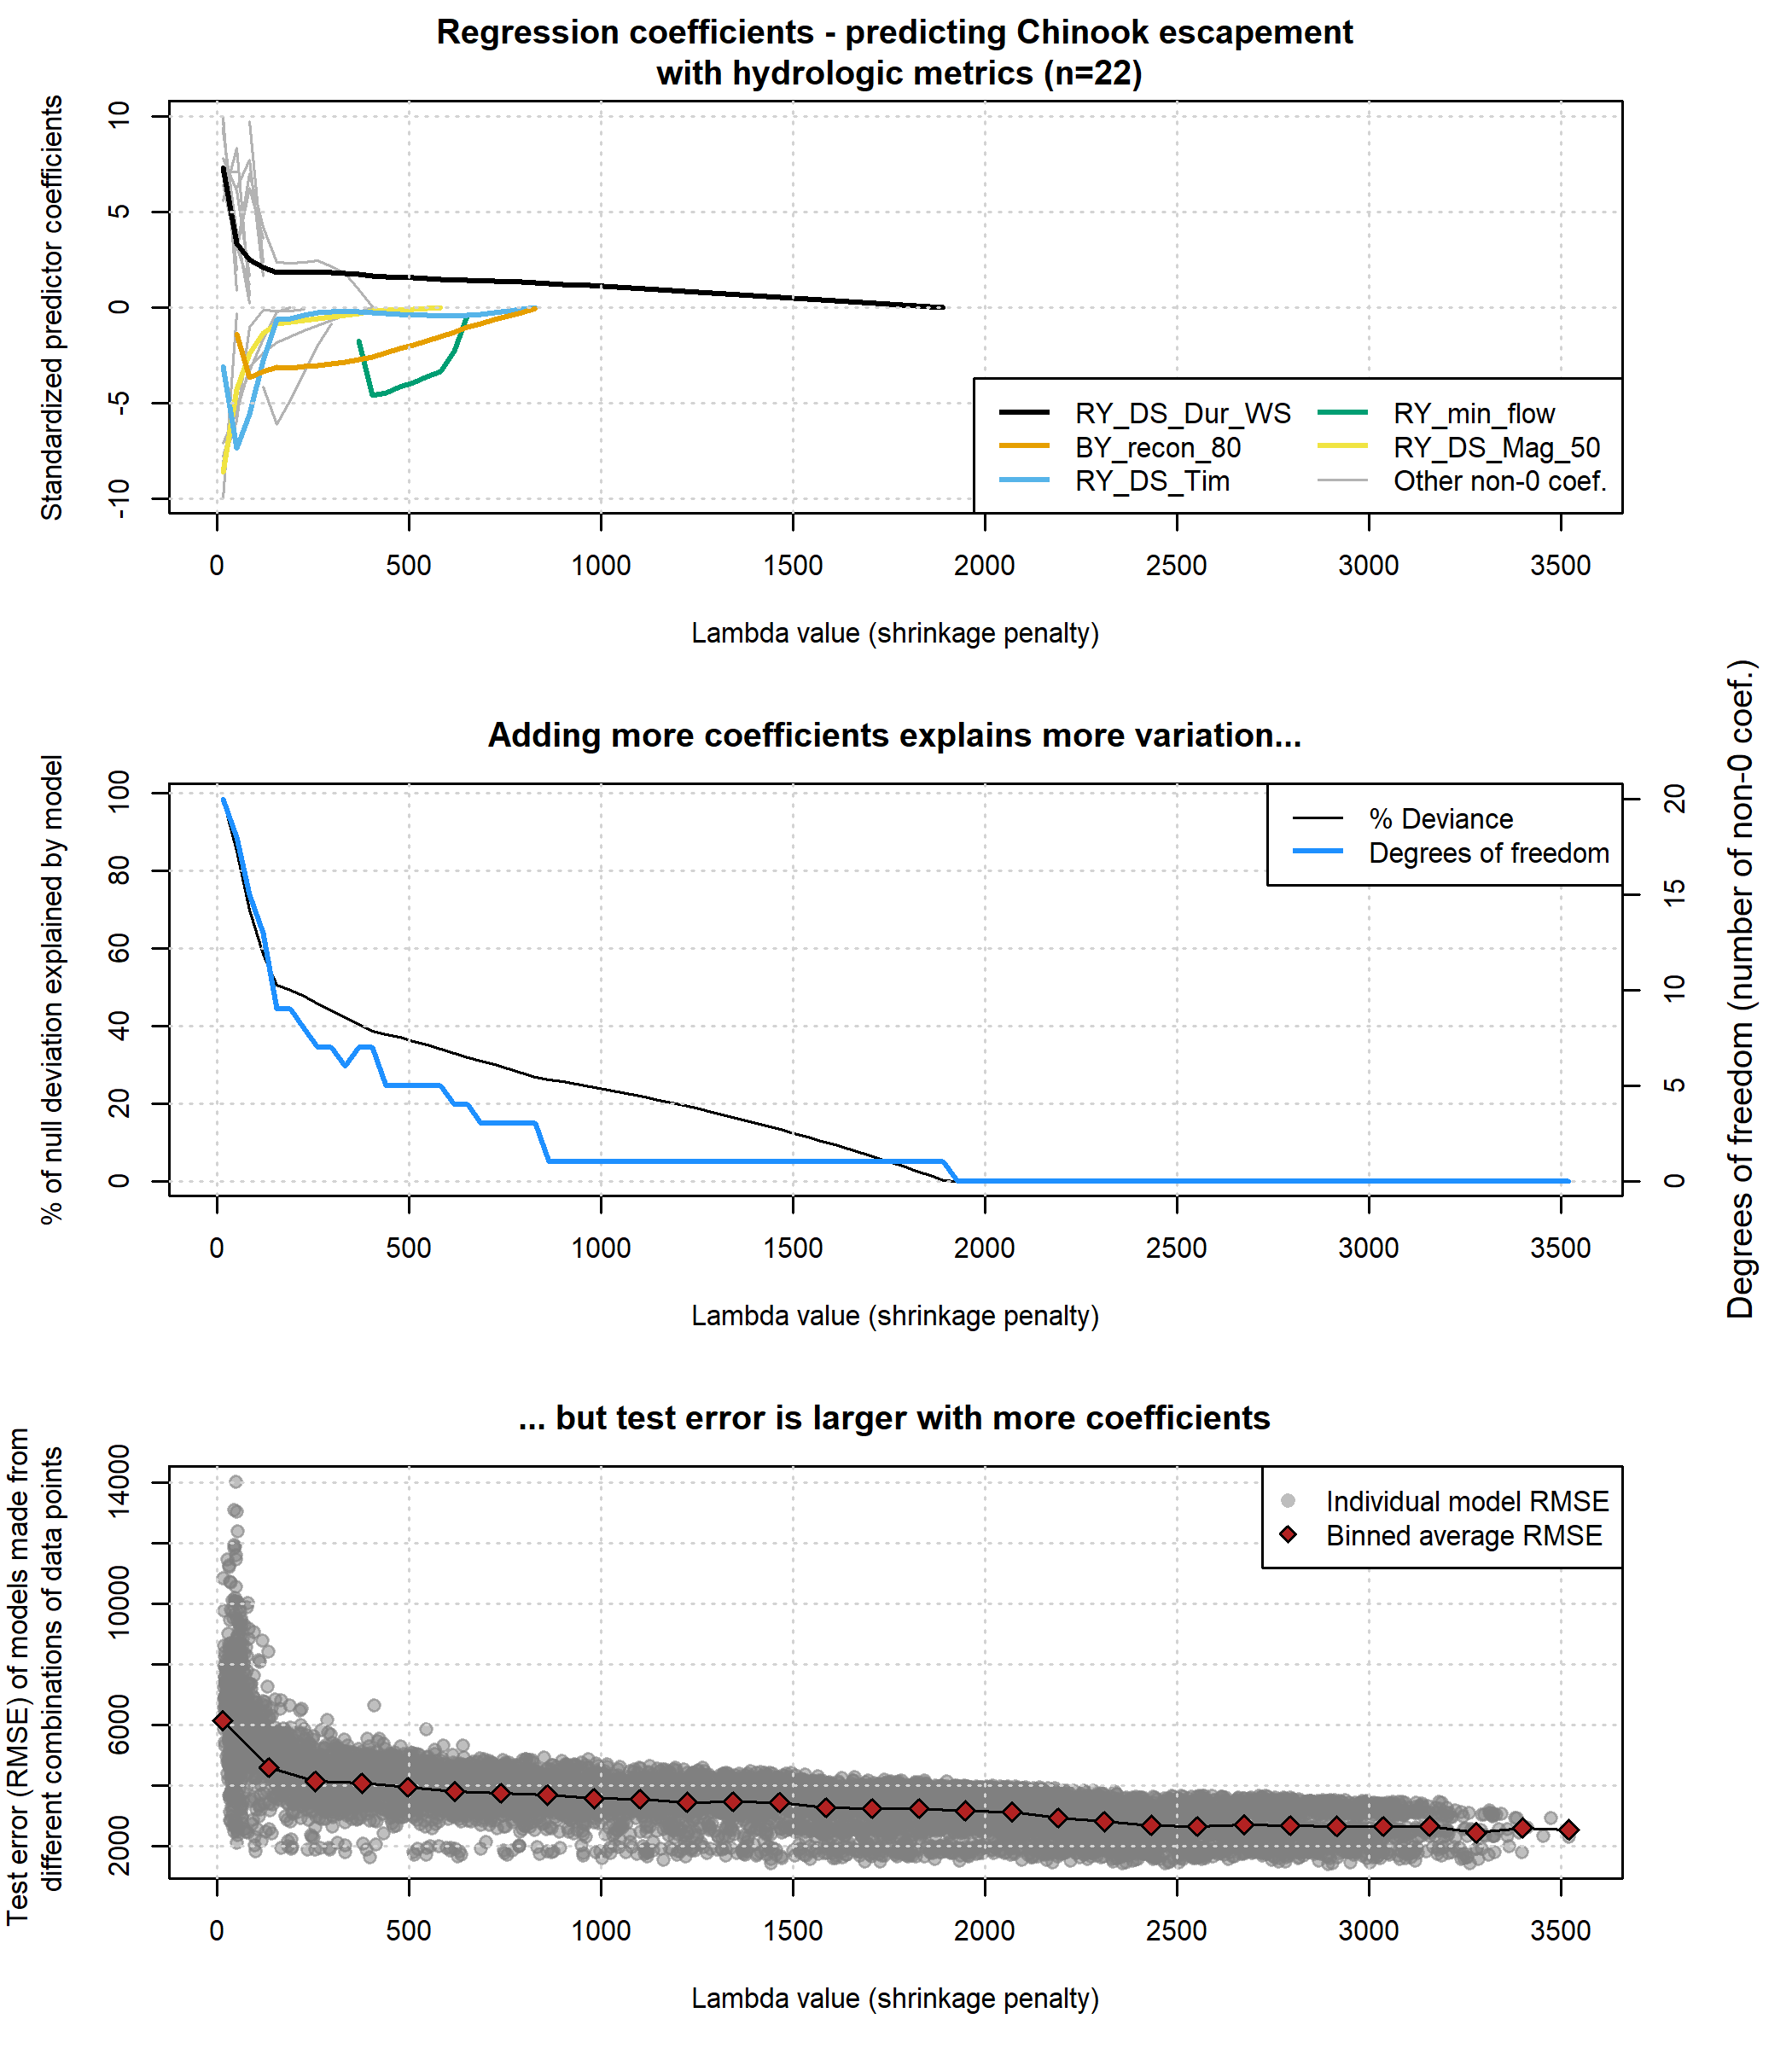 Regression coefficients - predicting Chinook escapement
with hydrologic metrics (n=22)
Standardized predictor coefficients
10
5
0
-5
-10
RY_DS_Dur_WS
BY_recon_80
RY_DS_Tim
RY_min_flow
RY_DS_Mag_50
Other non-0 coef.
0 500 1000 1500 2000 2500 3000 3500
Lambda value (shrinkage penalty)
Adding more coefficients explains more variation...
% of null deviation explained by model
100
80
60
40
20
0
% Deviance
Degrees of freedom
20
15
10
5
0
Degrees of freedom (number of non-0 coef.)
0 500 1000 1500 2000 2500 3000 3500
Lambda value (shrinkage penalty)
... but test error is larger with more coefficients
Test error (RMSE) of models made from
different combinations of data points
14000
10000
6000
2000
Individual model RMSE
Binned average RMSE
0 500 1000 1500 2000 2500 3000 3500
Lambda value (shrinkage penalty)